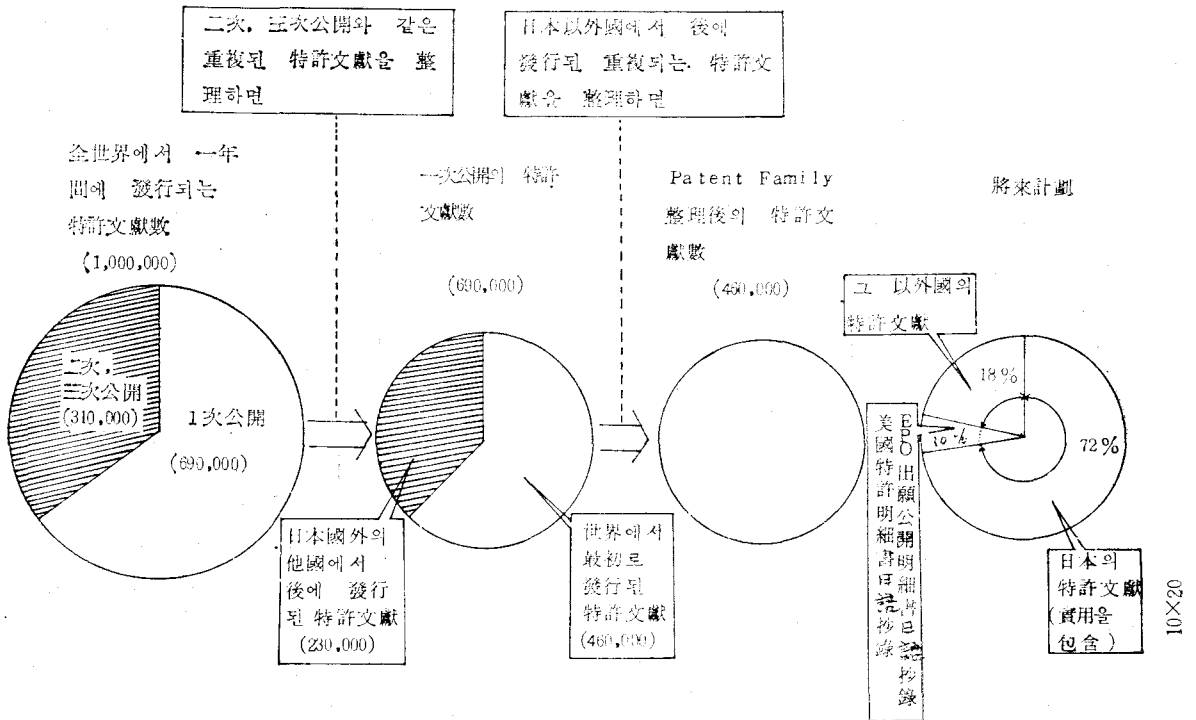 二次, 三次公開와 같은
重複된 特許文獻을 整
理하면
日本以外國에서 後에
發行된 重複되는 特許文
獻을 整理하면
全世界에서 一年
間에 發行되는
特許文獻數
(1,000,000)
一次公開의 特許
文獻數
(690,000)
Patent Family
整理後의 特許文
獻數
(460,000)
將來計劃
그 以外國의
特許文獻
二次,
三次公開
(310,000)
1次公開
(690,000)
18%
10%
72%
EPO出願公開明細書日語抄錄
美國特許明細書日語抄錄
日本國外의
他國에서
後에 發行
된 特許文獻
(230,000)
世界에서
最初로
發行된
特許文獻
(460,000)
日本의
特許文獻
(實用을
包含)
10×20